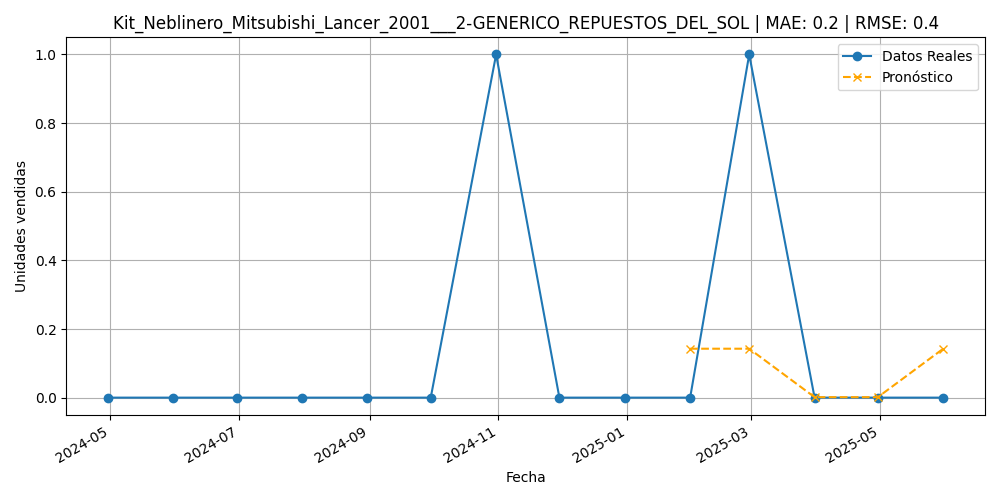 Kit_Neblinero_Mitsubishi_Lancer_2001___2-GENERICO_REPUESTOS_DEL_SOL | MAE: 0.2 | RMSE: 0.4
Datos Reales
Pronóstico
Unidades vendidas
1.0
0.8
0.6
0.4
0.2
0.0
2024-05
2024-07
2024-09
2024-11
2025-01
2025-03
2025-05
Fecha